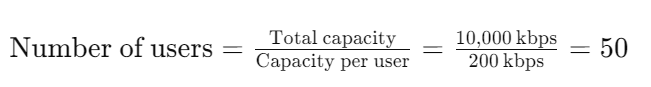 Number of users = Total capacity / Capacity per user = 10,000 kbps / 200 kbps = 50